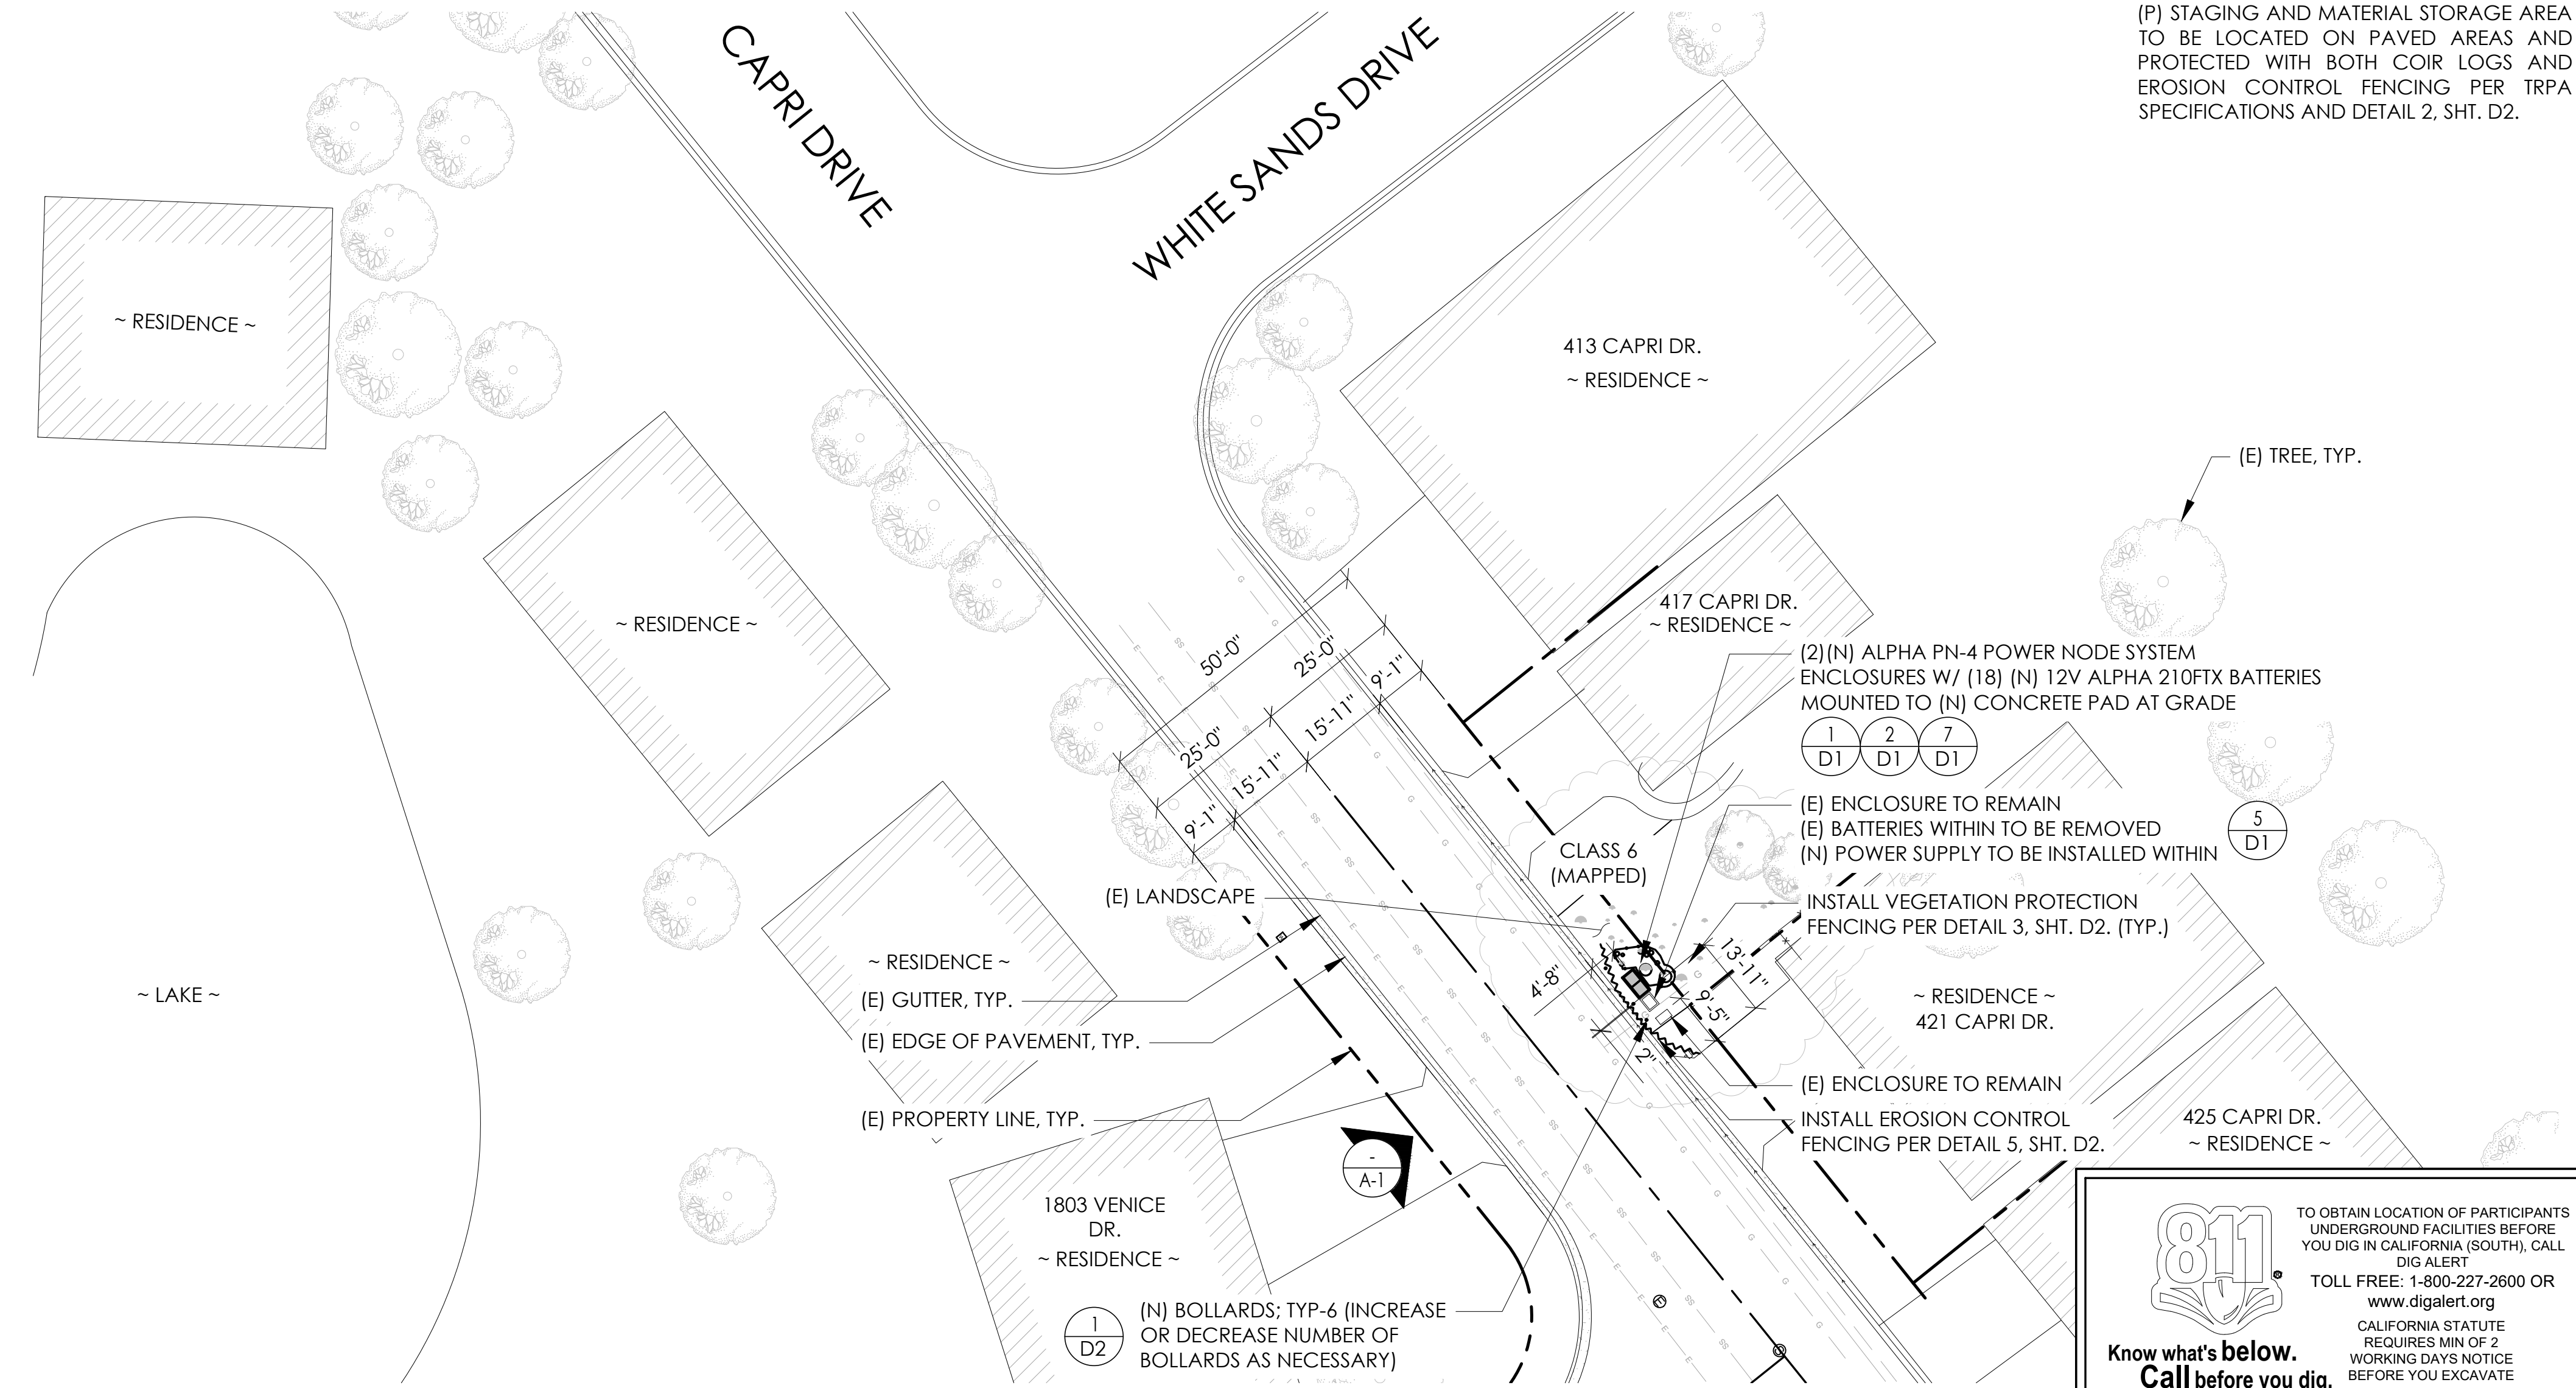 (P) STAGING AND MATERIAL STORAGE AREA
TO BE LOCATED ON PAVED AREAS AND
PROTECTED WITH BOTH COIR LOGS AND
EROSION CONTROL FENCING PER TRPA
SPECIFICATIONS AND DETAIL 2, SHT. D2.
CAPRI DRIVE
WHITE SANDS DRIVE
~ RESIDENCE ~
413 CAPRI DR.
~ RESIDENCE ~
(E) TREE, TYP.
~ RESIDENCE ~
417 CAPRI DR.
~ RESIDENCE ~
50'-0"
25'-0"
9'-1"
15'-11"
25'-0"
15'-11"
9'-1"
(2)(N) ALPHA PN-4 POWER NODE SYSTEM
ENCLOSURES W/ (18) (N) 12V ALPHA 210FTX BATTERIES
MOUNTED TO (N) CONCRETE PAD AT GRADE
1
D1
2
D1
7
D1
(E) ENCLOSURE TO REMAIN
(E) BATTERIES WITHIN TO BE REMOVED
(N) POWER SUPPLY TO BE INSTALLED WITHIN
5
D1
CLASS 6
(MAPPED)
(E) LANDSCAPE
INSTALL VEGETATION PROTECTION
FENCING PER DETAIL 3, SHT. D2. (TYP.)
13'-11"
4'-8"
9'-5"
2"
~ LAKE ~
~ RESIDENCE ~
(E) GUTTER, TYP.
(E) EDGE OF PAVEMENT, TYP.
(E) PROPERTY LINE, TYP.
~ RESIDENCE ~
421 CAPRI DR.
(E) ENCLOSURE TO REMAIN
INSTALL EROSION CONTROL
FENCING PER DETAIL 5, SHT. D2.
425 CAPRI DR.
~ RESIDENCE ~
-
A-1
1803 VENICE
DR.
~ RESIDENCE ~
1
D2
(N) BOLLARDS; TYP-6 (INCREASE
OR DECREASE NUMBER OF
BOLLARDS AS NECESSARY)
811
TO OBTAIN LOCATION OF PARTICIPANTS
UNDERGROUND FACILITIES BEFORE
YOU DIG IN CALIFORNIA (SOUTH), CALL
DIG ALERT
TOLL FREE: 1-800-227-2600 OR
www.digalert.org
CALIFORNIA STATUTE
REQUIRES MIN OF 2
WORKING DAYS NOTICE
BEFORE YOU EXCAVATE
Know what's below.
Call before you dig.